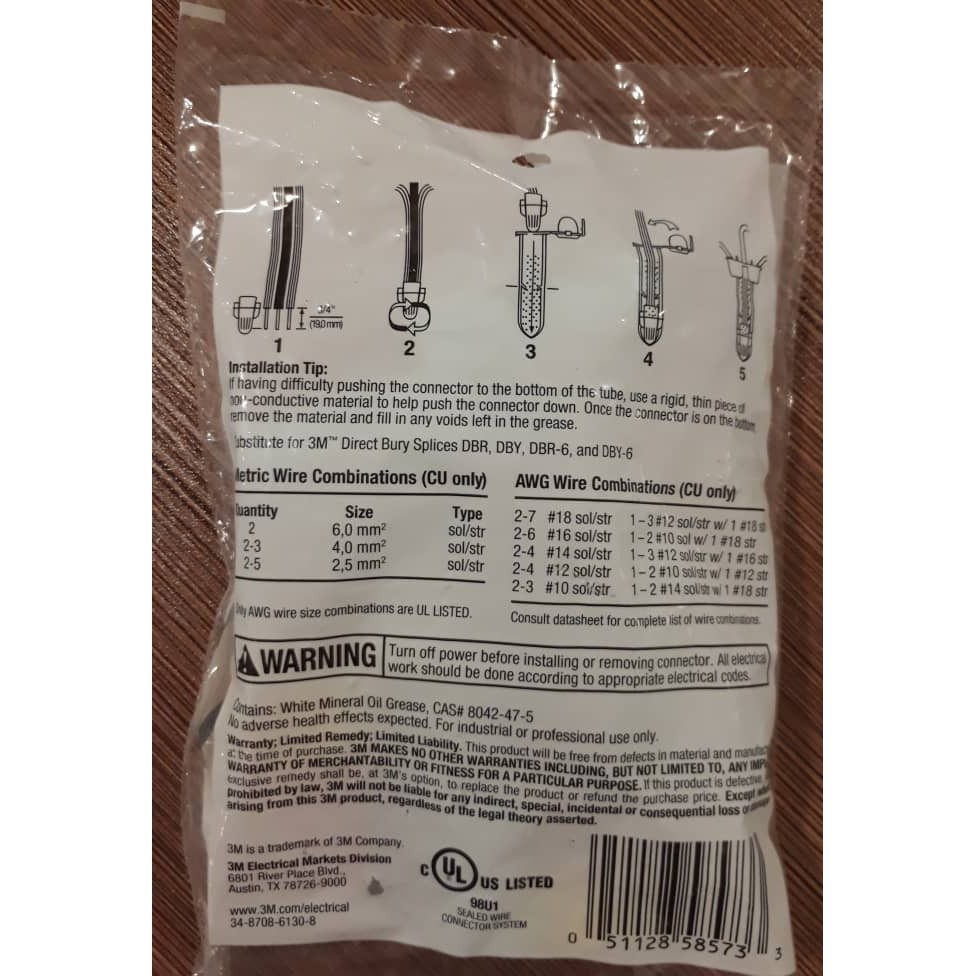 3/4"
(19,0 mm)
1
2
3
4
5
Installation Tip:
If having difficulty pushing the connector to the bottom of the tube, use a rigid, thin piece of
non-conductive material to help push the connector down. Once the connector is on the bottom
remove the material and fill in any voids left in the grease.
Substitute for 3M™ Direct Bury Splices DBR, DBY, DBR-6, and DBY-6
Metric Wire Combinations (CU only)
Quantity Size Type
2 6,0 mm² sol/str
2-3 4,0 mm² sol/str
2-5 2,5 mm² sol/str
Only AWG wire size combinations are UL LISTED.
AWG Wire Combinations (CU only)
2-7 #18 sol/str 1–3 #12 sol/str w/ 1 #18
2-6 #16 sol/str 1–2 #10 sol w/ 1 #18 str
2-4 #14 sol/str 1–3 #12 sol/str w/ 1 #16 str
2-4 #12 sol/str 1–2 #10 sol/str w/ 1 #12 str
2-3 #10 sol/str 1–2 #14 sol/str w/ 1 #18 str
Consult datasheet for complete list of wire combinations.
WARNING
Turn off power before installing or removing connector. All electrical
work should be done according to appropriate electrical codes.
Contains: White Mineral Oil Grease, CAS# 8042-47-5
No adverse health effects expected. For industrial or professional use only.
Warranty; Limited Remedy; Limited Liability. This product will be free from defects in material and manufac
at the time of purchase. 3M MAKES NO OTHER WARRANTIES INCLUDING, BUT NOT LIMITED TO, ANY IMP
WARRANTY OF MERCHANTABILITY OR FITNESS FOR A PARTICULAR PURPOSE. If this product is defective,
exclusive remedy shall be, at 3M's option, to replace the product or refund the purchase price. Except
prohibited by law, 3M will not be liable for any indirect, special, incidental or consequential loss or damage
arising from this 3M product, regardless of the legal theory asserted.
3M is a trademark of 3M Company.
3M Electrical Markets Division
6801 River Place Blvd.,
Austin, TX 78726-9000
www.3M.com/electrical
34-8708-6130-8
C UL US LISTED
98U1
SEALED WIRE
CONNECTOR SYSTEM
0 51128 58573 3